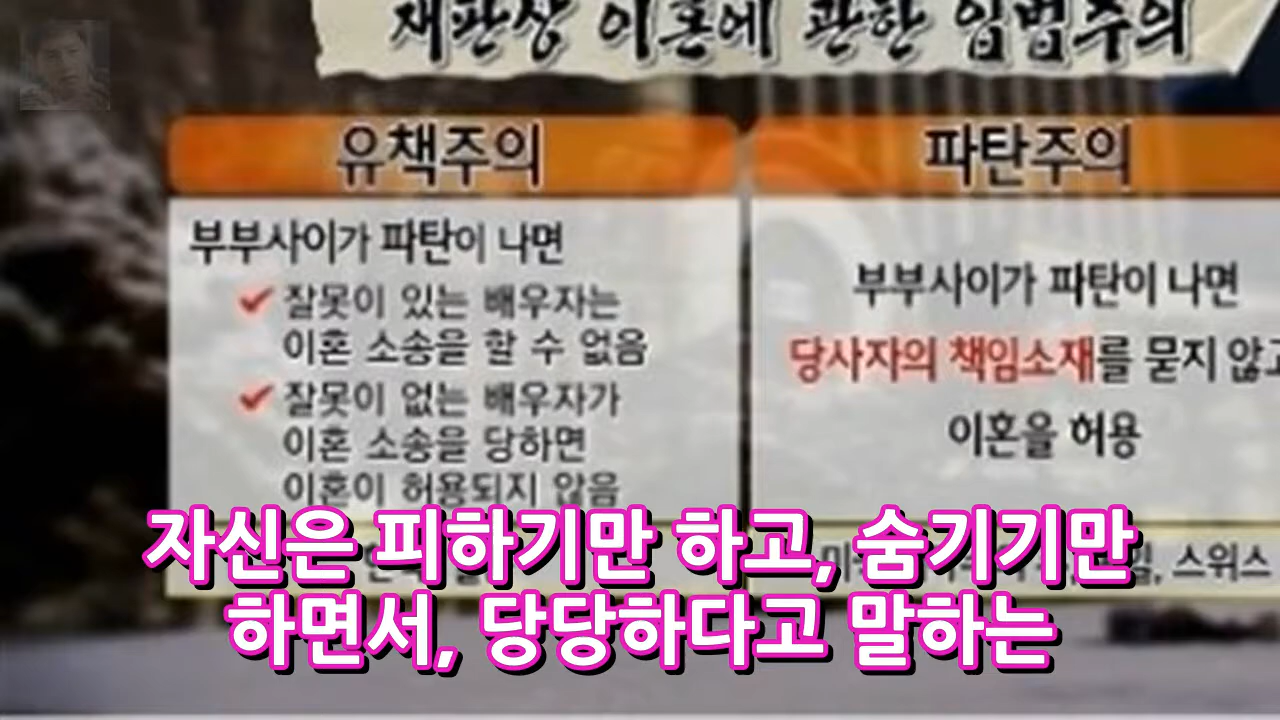 재판상 이혼에 관한 입법주의
유책주의
부부사이가 파탄이 나면
✔ 잘못이 있는 배우자는
이혼 소송을 할 수 없음
✔ 잘못이 없는 배우자가
이혼 소송을 당하면
이혼이 허용되지 않음
파탄주의
부부사이가 파탄이 나면
당사자의 책임소재를 묻지 않고
이혼을 허용
스위스
자신은 피하기만 하고, 숨기기만
하면서, 당당하다고 말하는